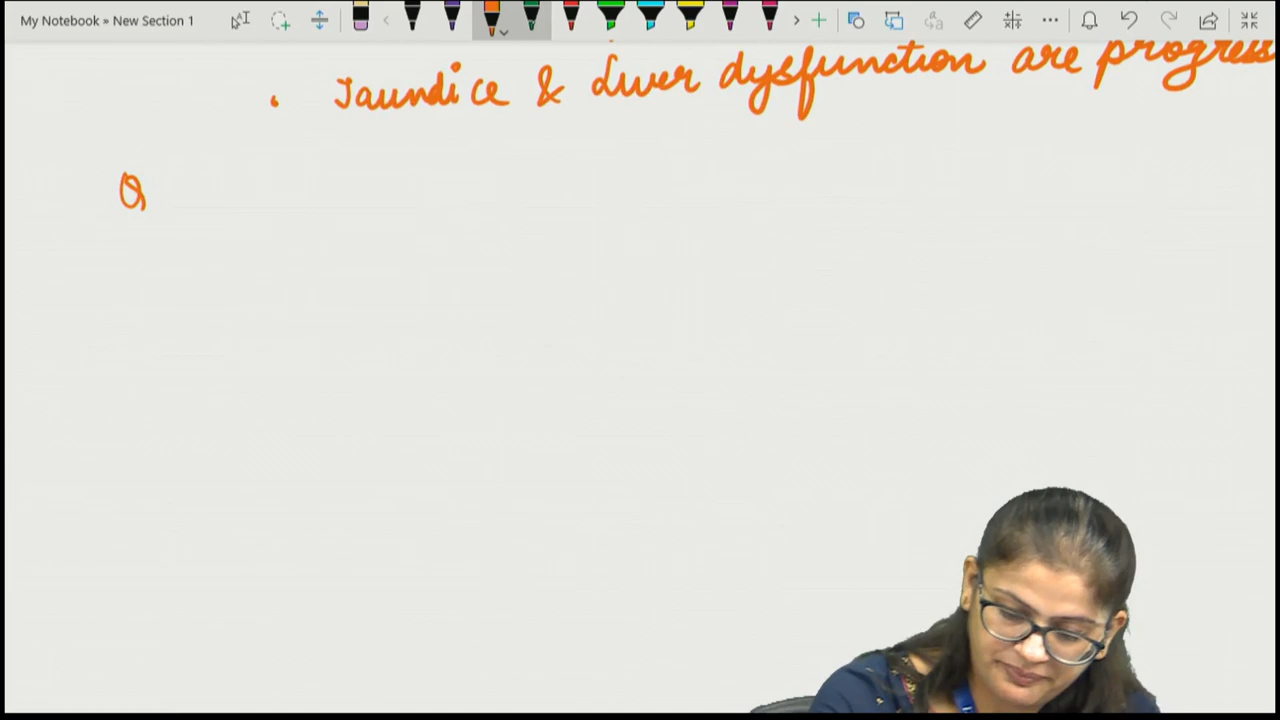 My Notebook » New Section 1
. Jaundice & Liver dysfunction are progress
Q